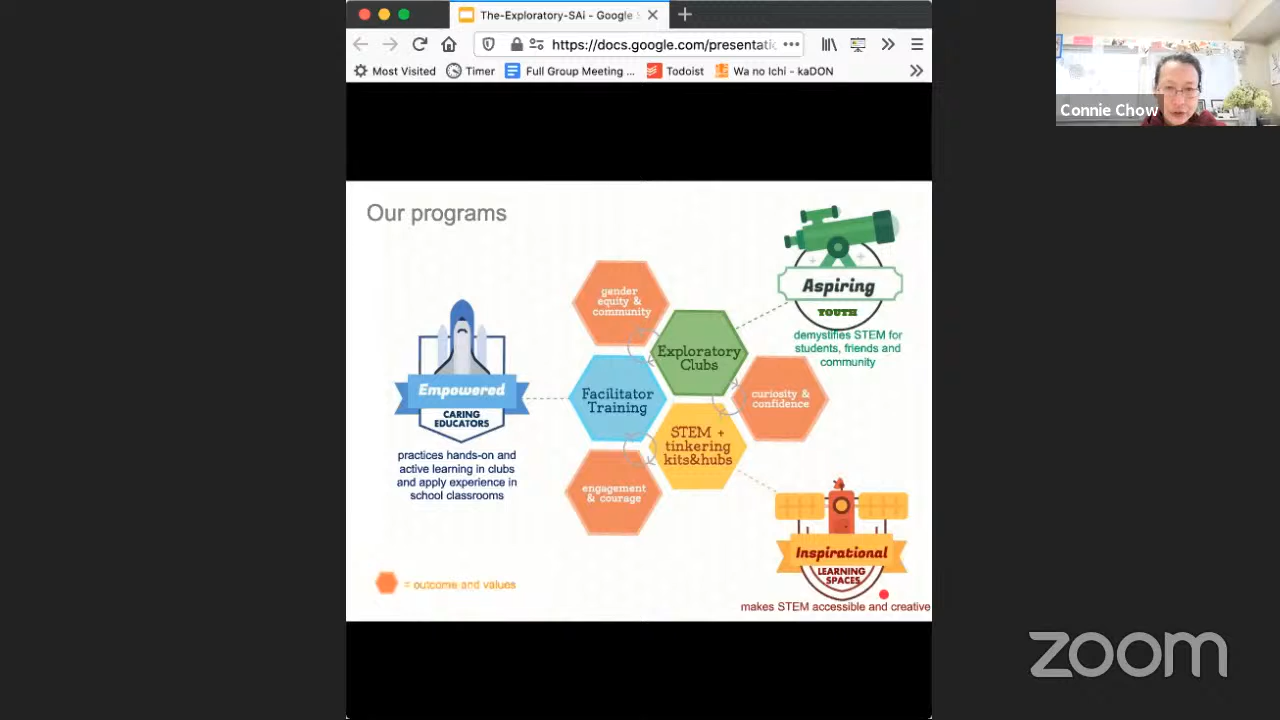 The-Exploratory-SAi - Google
https://docs.google.com/presentatic
Most Visited
Timer
Full Group Meeting ...
Todoist
Wa no Ichi - kaDON
Connie Chow
Our programs
gender
equity &
community
Exploratory
Clubs
Facilitator
Training
curiosity &
confidence
STEM +
tinkering
kits&hubs
engagement
& courage
Empowered
CARING
EDUCATORS
practices hands-on and
active learning in clubs
and apply experience in
school classrooms
Aspiring
YOUTH
demystifies STEM for
students, friends and
community
Inspirational
LEARNING
SPACES
makes STEM accessible and creative
= outcome and values
zoom